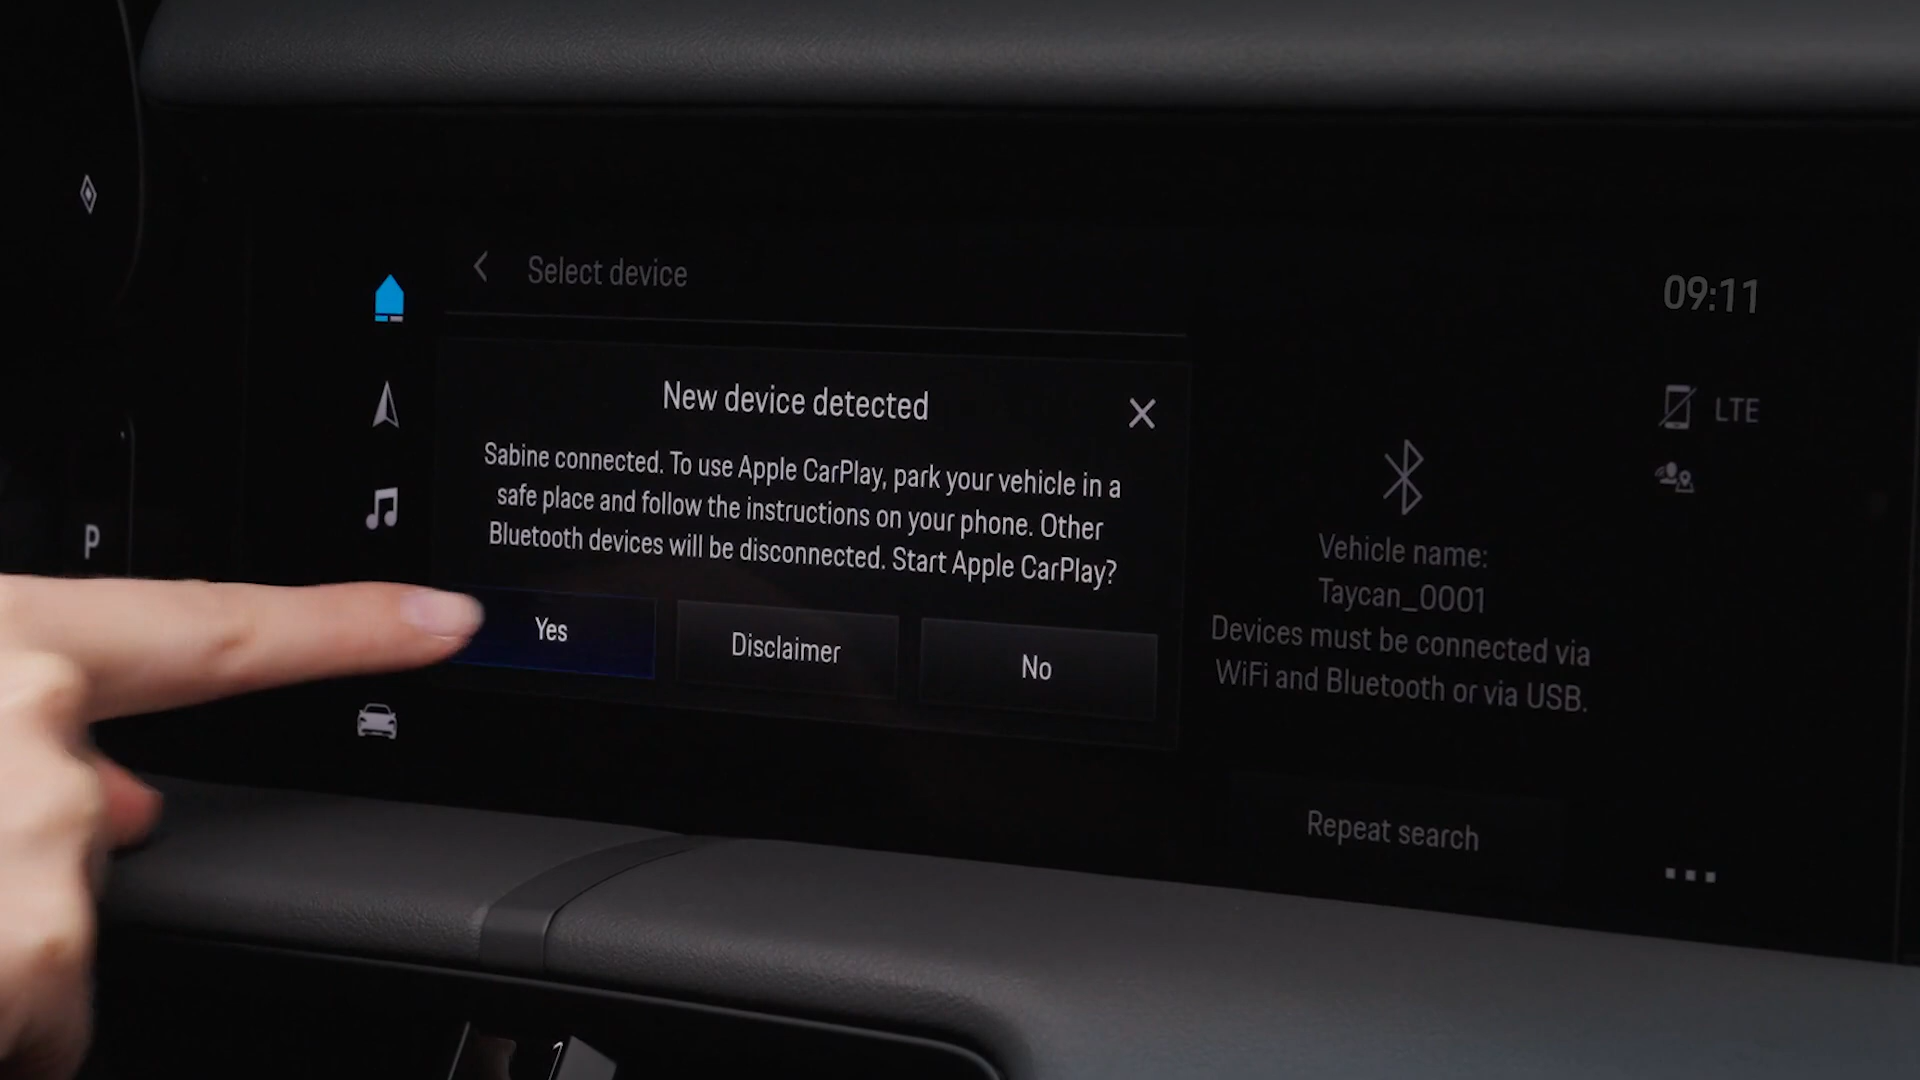 Select device
09:11
New device detected
LTE
Sabine connected. To use Apple CarPlay, park your vehicle in a
safe place and follow the instructions on your phone. Other
Bluetooth devices will be disconnected. Start Apple CarPlay?
P
Yes
Disclaimer
No
Vehicle name:
Taycan_0001
Devices must be connected via
WiFi and Bluetooth or via USB.
Repeat search